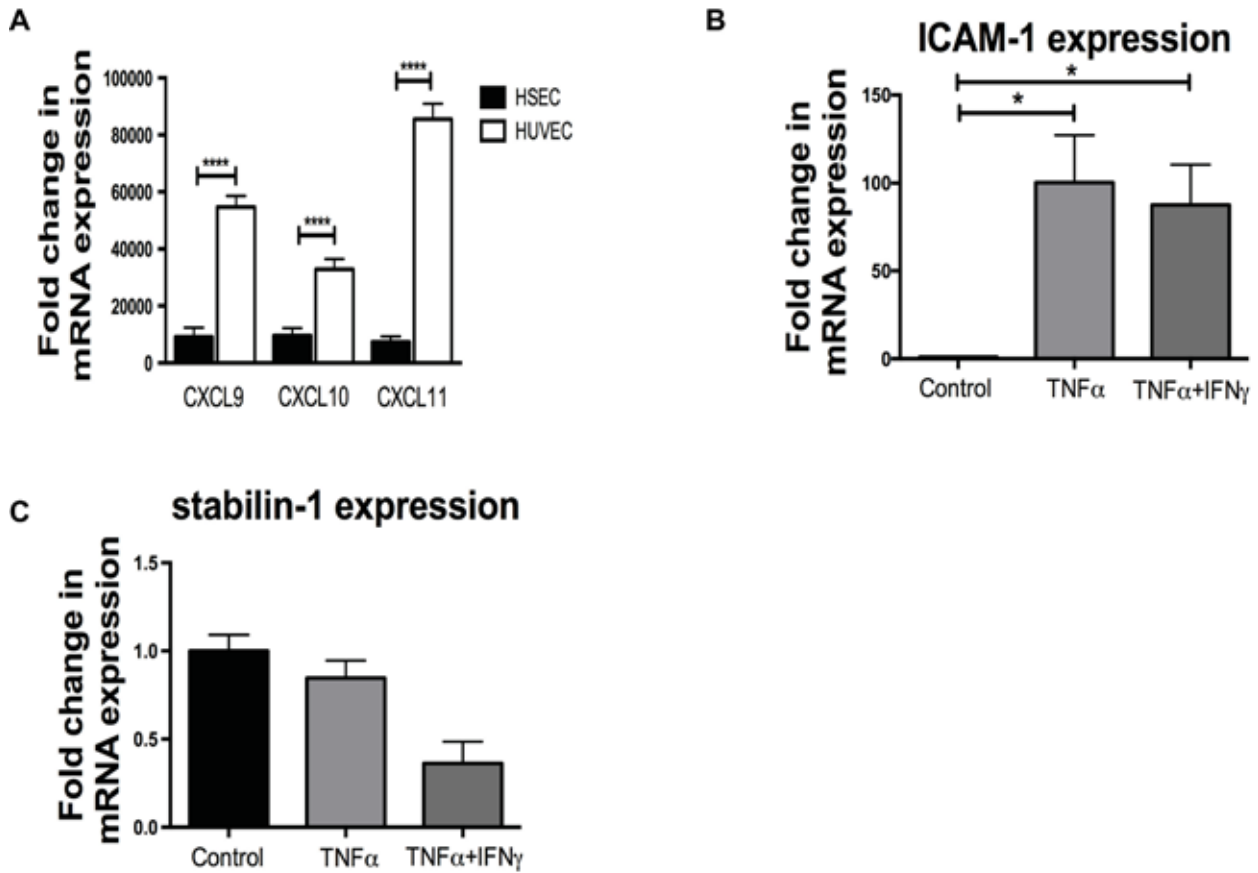 A
Fold change in
mRNA expression
100000
80000
60000
40000
20000
0
****
****
****
HSEC
HUVEC
CXCL9
CXCL10
CXCL11
B
ICAM-1 expression
Fold change in
mRNA expression
150
100
50
0
*
*
Control
TNFα
TNFα+IFNγ
C
stabilin-1 expression
Fold change in
mRNA expression
1.5
1.0
0.5
0.0
Control
TNFα
TNFα+IFNγ